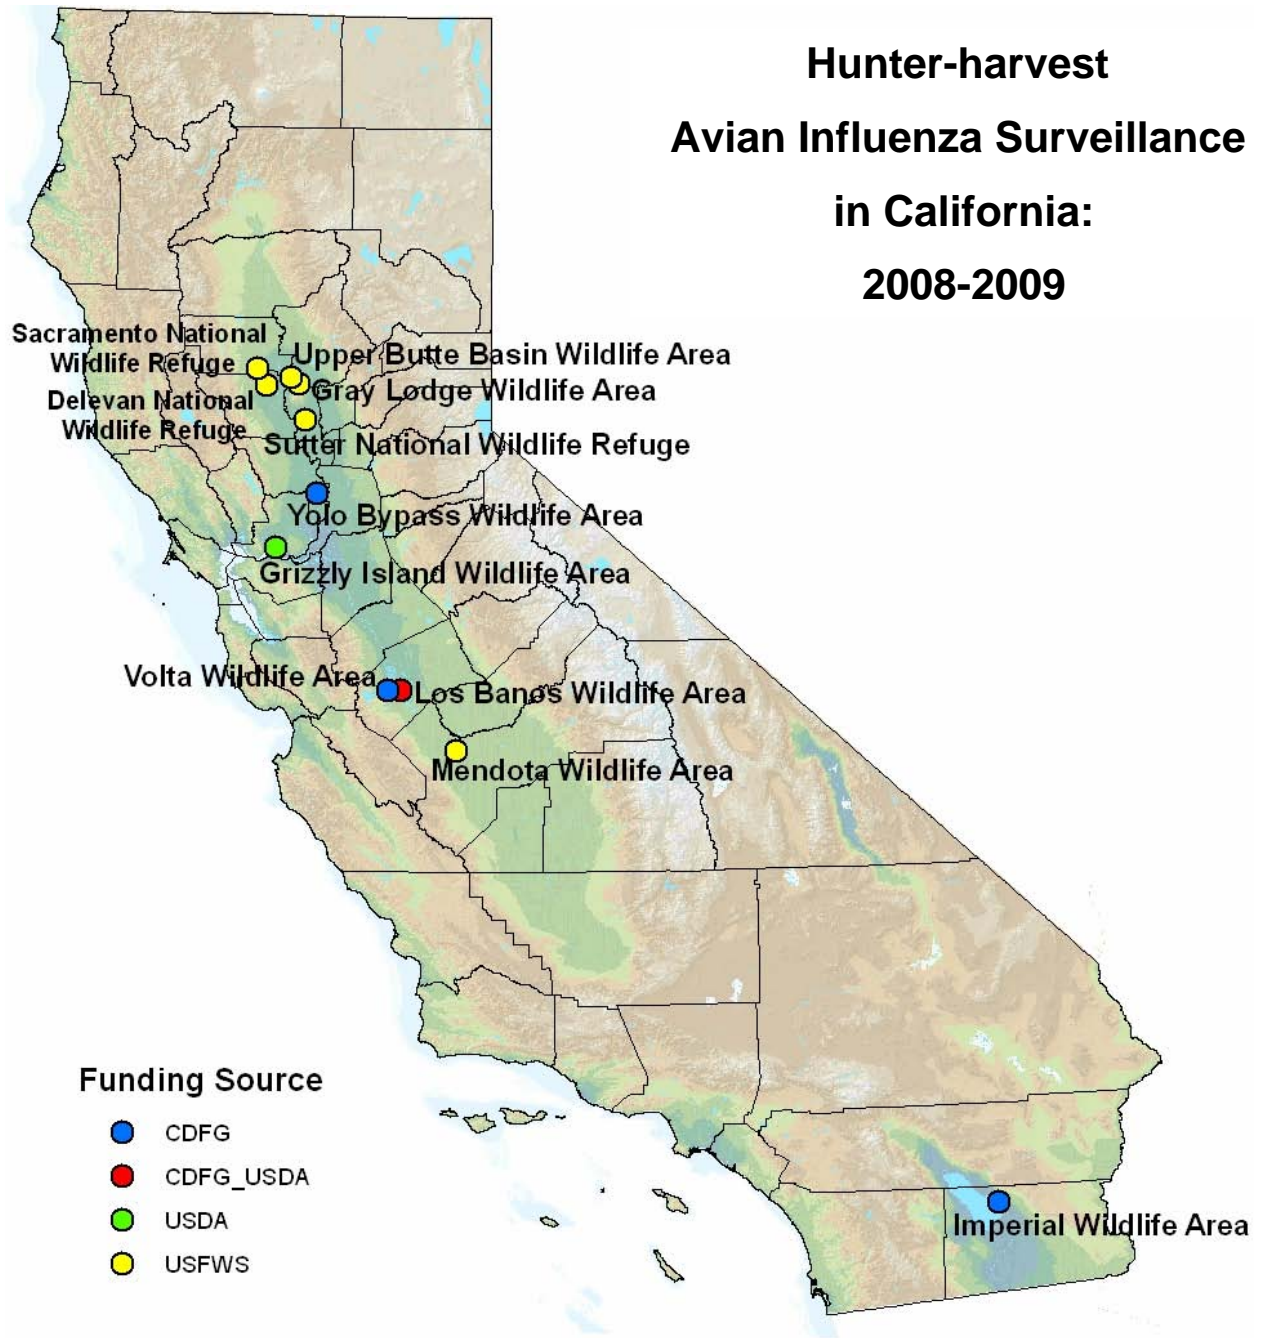 Hunter-harvest
Avian Influenza Surveillance
in California:
2008-2009
Sacramento National
Wildlife Refuge
Upper Butte Basin Wildlife Area
Gray Lodge Wildlife Area
Delevan National
Wildlife Refuge
Sutter National Wildlife Refuge
Yolo Bypass Wildlife Area
Grizzly Island Wildlife Area
Volta Wildlife Area
Los Banos Wildlife Area
Mendota Wildlife Area
Imperial Wildlife Area
Funding Source
CDFG
CDFG_USDA
USDA
USFWS